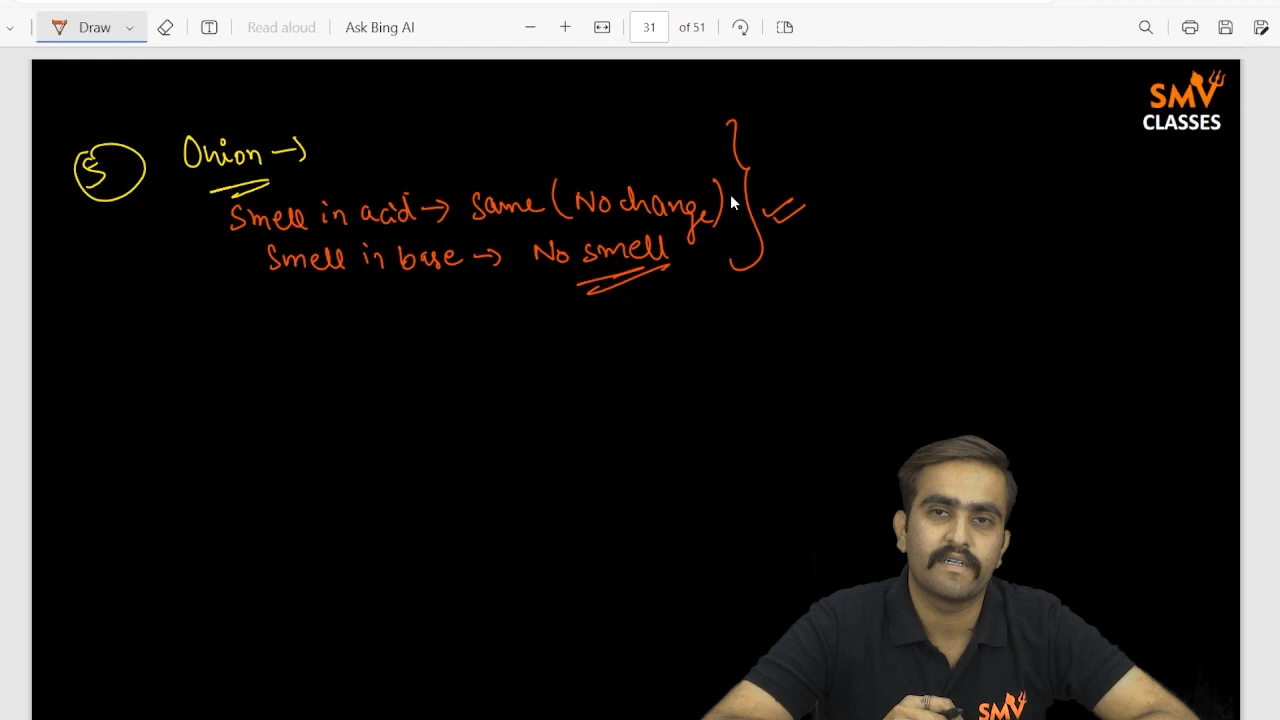 Draw
Read aloud
Ask Bing AI
31
of 51
SMV
CLASSES
5
Onion →
Smell in acid → Same (No change)
Smell in base → No smell
SMV